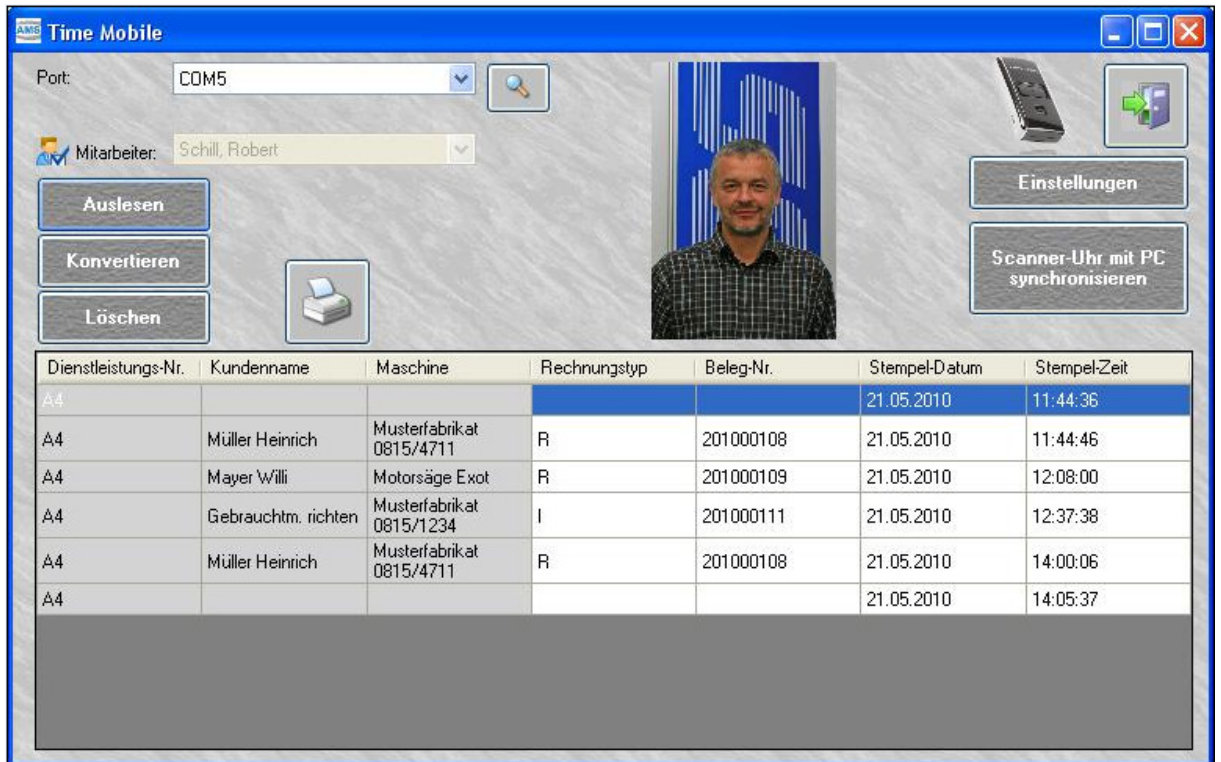 AMS Time Mobile
Port: COM5
Mitarbeiter: Schill, Robert
Auslesen
Konvertieren
Löschen
Einstellungen
Scanner-Uhr mit PC
synchronisieren
Dienstleistungs-Nr. Kundenname Maschine Rechnungstyp Beleg-Nr. Stempel-Datum Stempel-Zeit
A4 21.05.2010 11:44:36
A4 Müller Heinrich Musterfabrikat 0815/4711 R 201000108 21.05.2010 11:44:46
A4 Mayer Willi Motorsäge Exot R 201000109 21.05.2010 12:08:00
A4 Gebrauchtm. richten Musterfabrikat 0815/1234 I 201000111 21.05.2010 12:37:38
A4 Müller Heinrich Musterfabrikat 0815/4711 R 201000108 21.05.2010 14:00:06
A4 21.05.2010 14:05:37